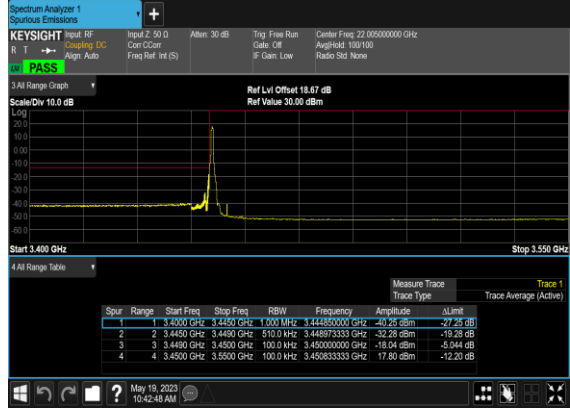 Spectrum Analyzer 1
Spurious Emissions
+
KEYSIGHT Input: RF Input Z: 50 Ω Atten: 30 dB Trig: Free Run Center Freq: 22.005000000 GHz
R T Coupling: DC Corr CCorr Gate: Off Avg|Hold: 100/100
Align: Auto Freq Ref: Int (S) IF Gain: Low Radio Std: None
PASS
3 All Range Graph
Ref Lvl Offset 18.67 dB
Scale/Div 10.0 dB Ref Value 30.00 dBm
Log
20.0
10.0
0.00
-10.0
-20.0
-30.0
-40.0
-50.0
-60.0
Start 3.400 GHz Stop 3.550 GHz
4 All Range Table
Measure Trace Trace 1
Trace Type Trace Average (Active)
Spur Range Start Freq Stop Freq RBW Frequency Amplitude ΔLimit
1 1 3.4000 GHz 3.4450 GHz 1.000 MHz 3.444850000 GHz -40.25 dBm -27.25 dB
2 2 3.4450 GHz 3.4490 GHz 510.0 kHz 3.448973333 GHz -32.28 dBm -19.28 dB
3 3 3.4490 GHz 3.4500 GHz 100.0 kHz 3.450000000 GHz -18.04 dBm -5.044 dB
4 4 3.4500 GHz 3.5500 GHz 100.0 kHz 3.450833333 GHz 17.80 dBm -12.20 dB
? May 19, 2023
10:42:48 AM